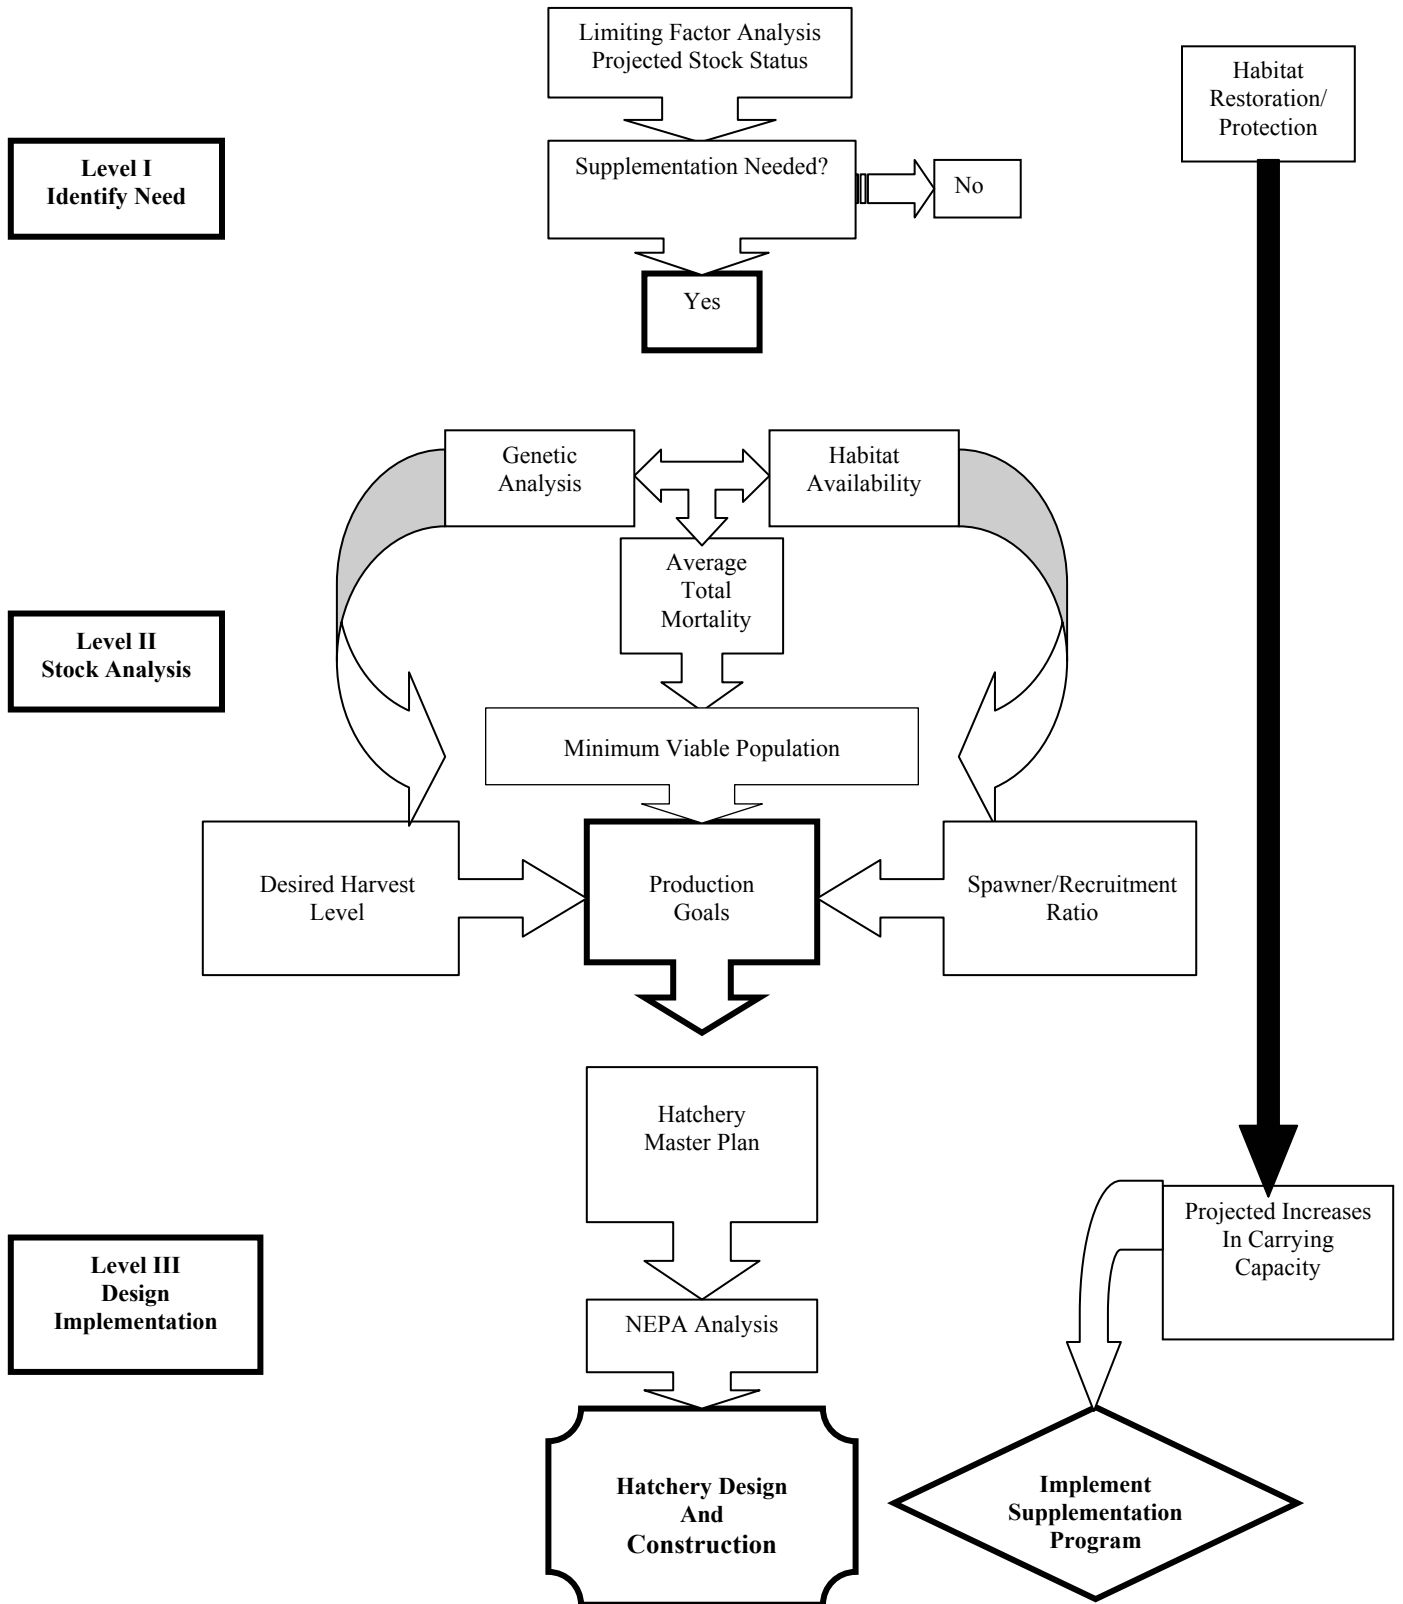 Limiting Factor Analysis
Projected Stock Status
Habitat
Restoration/
Protection
Level I
Identify Need
Supplementation Needed?
No
Yes
Genetic
Analysis
Habitat
Availability
Average
Total
Mortality
Level II
Stock Analysis
Minimum Viable Population
Desired Harvest
Level
Production
Goals
Spawner/Recruitment
Ratio
Hatchery
Master Plan
Projected Increases
In Carrying
Capacity
Level III
Design
Implementation
NEPA Analysis
Hatchery Design
And
Construction
Implement
Supplementation
Program